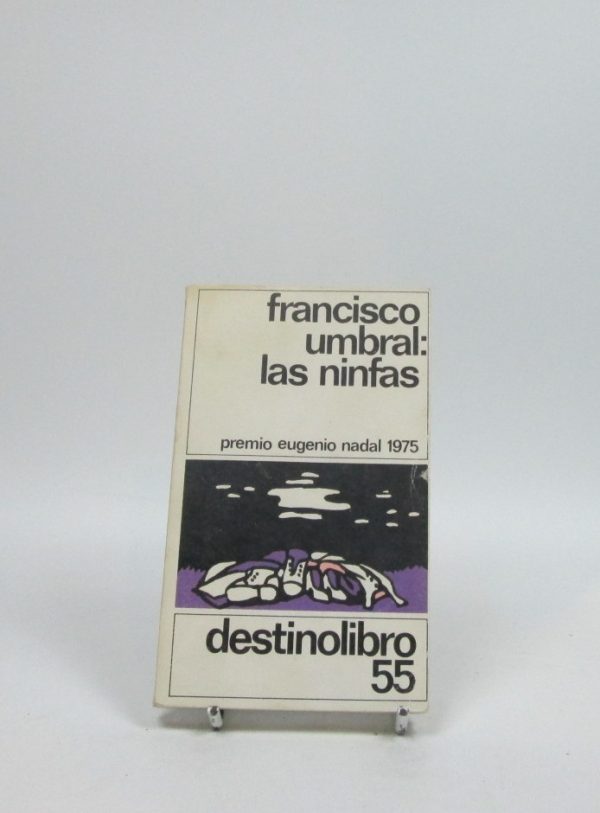 francisco
umbral:
las ninfas
premio eugenio nadal 1975
destinolibro
55